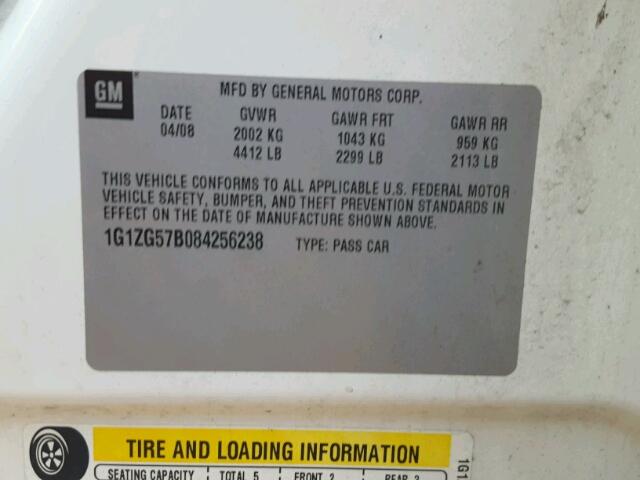 GM
MFD BY GENERAL MOTORS CORP.
DATE GVWR GAWR FRT GAWR RR
04/08 2002 KG 1043 KG 959 KG
4412 LB 2299 LB 2113 LB
THIS VEHICLE CONFORMS TO ALL APPLICABLE U.S. FEDERAL MOTOR
VEHICLE SAFETY, BUMPER, AND THEFT PREVENTION STANDARDS IN
EFFECT ON THE DATE OF MANUFACTURE SHOWN ABOVE.
1G1ZG57B084256238 TYPE: PASS CAR
TIRE AND LOADING INFORMATION
SEATING CAPACITY TOTAL 5 FRONT 2 REAR 3
1G1